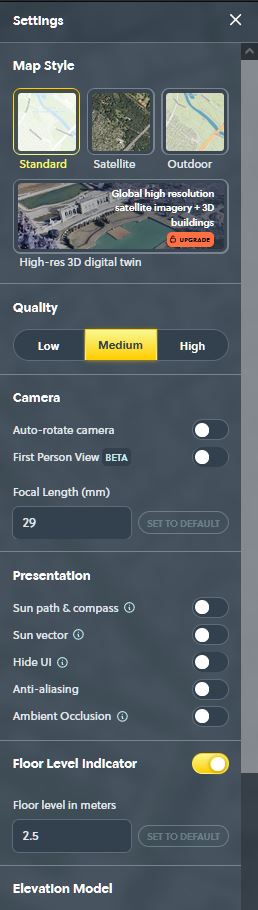 Settings
Map Style
Standard
Satellite
Outdoor
Global high resolution
satellite imagery + 3D
buildings
UPGRADE
High-res 3D digital twin
Quality
Low
Medium
High
Camera
Auto-rotate camera
First Person View BETA
Focal Length (mm)
29
SET TO DEFAULT
Presentation
Sun path & compass
Sun vector
Hide UI
Anti-aliasing
Ambient Occlusion
Floor Level Indicator
Floor level in meters
2.5
SET TO DEFAULT
Elevation Model